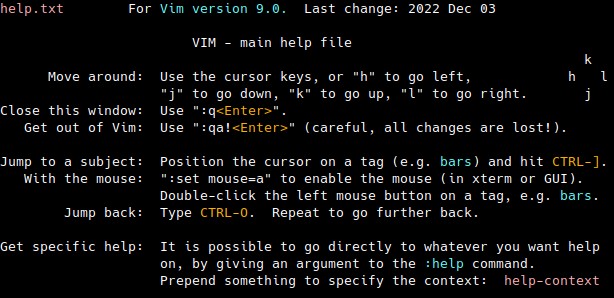 help.txt For Vim version 9.0. Last change: 2022 Dec 03
VIM - main help file
k
Move around: Use the cursor keys, or "h" to go left, h l
"j" to go down, "k" to go up, "l" to go right. j
Close this window: Use ":q<Enter>".
Get out of Vim: Use ":qa!<Enter>" (careful, all changes are lost!).
Jump to a subject: Position the cursor on a tag (e.g. bars) and hit CTRL-].
With the mouse: ":set mouse=a" to enable the mouse (in xterm or GUI).
Double-click the left mouse button on a tag, e.g. bars.
Jump back: Type CTRL-O. Repeat to go further back.
Get specific help: It is possible to go directly to whatever you want help
on, by giving an argument to the :help command.
Prepend something to specify the context: help-context